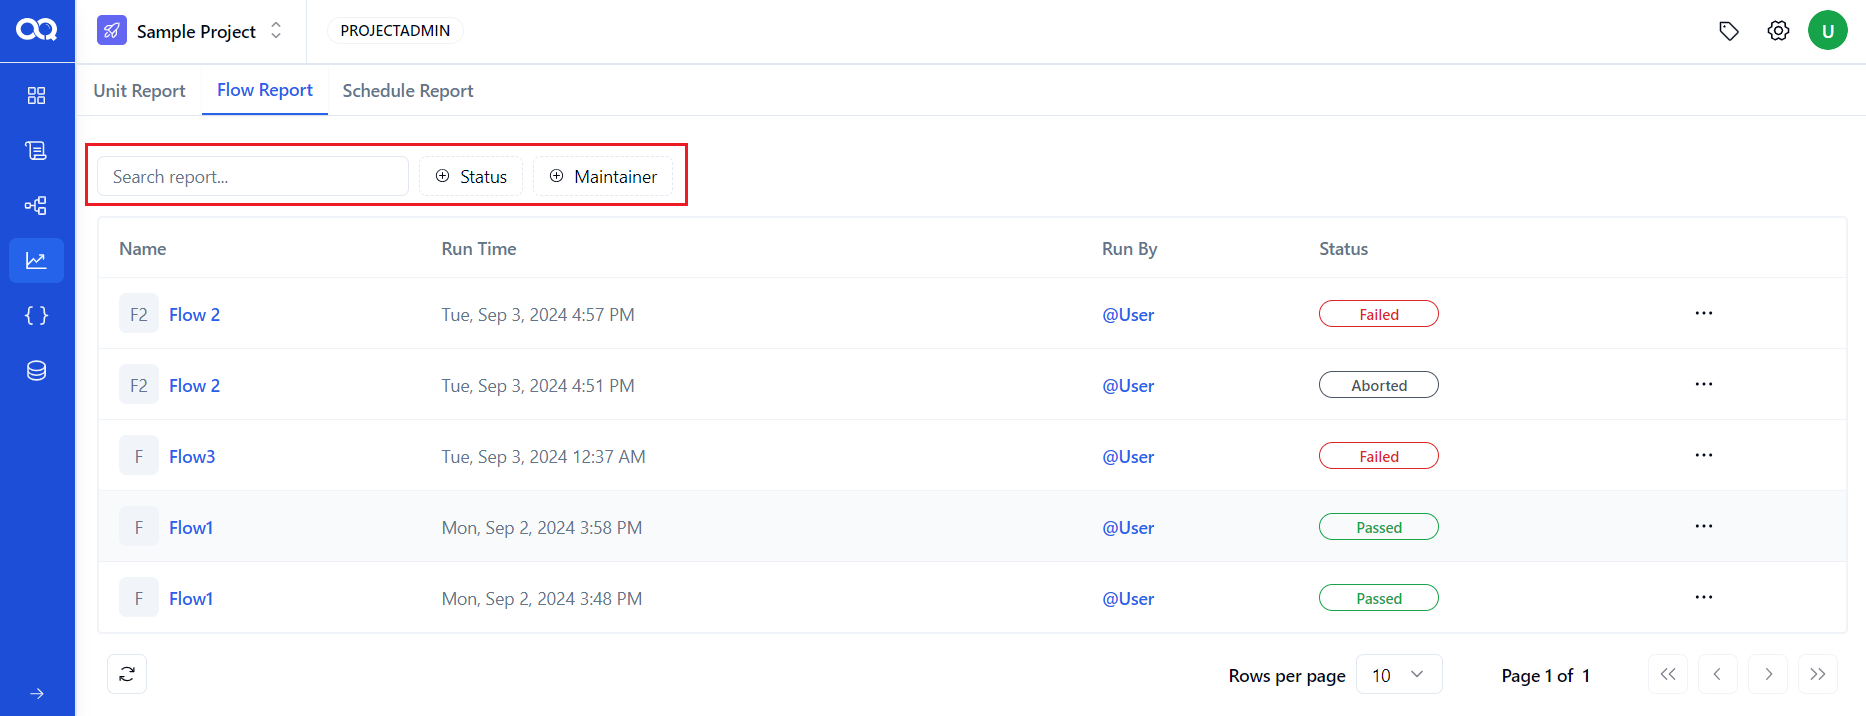 Sample Project
PROJECTADMIN
U
Unit Report
Flow Report
Schedule Report
Search report...
Status
Maintainer
Name Run Time Run By Status
F2 Flow 2 Tue, Sep 3, 2024 4:57 PM @User Failed
F2 Flow 2 Tue, Sep 3, 2024 4:51 PM @User Aborted
F Flow3 Tue, Sep 3, 2024 12:37 AM @User Failed
F Flow1 Mon, Sep 2, 2024 3:58 PM @User Passed
F Flow1 Mon, Sep 2, 2024 3:48 PM @User Passed
Rows per page 10 Page 1 of 1